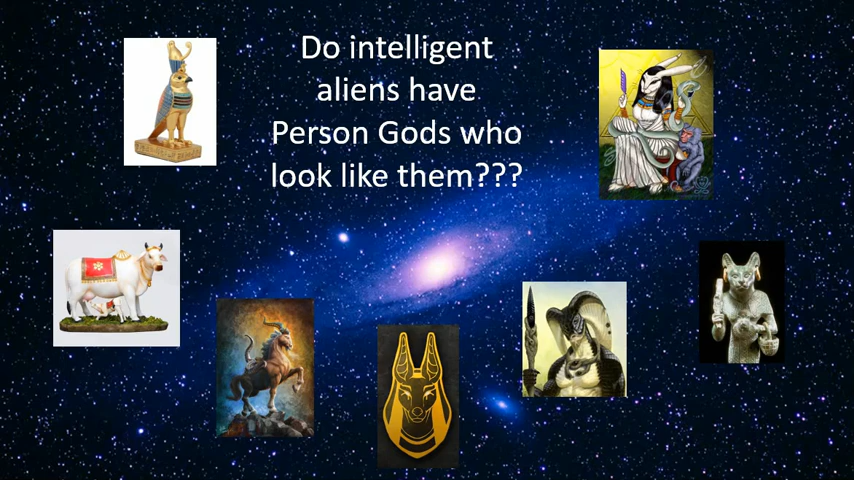 Do intelligent
aliens have
Person Gods who
look like them???